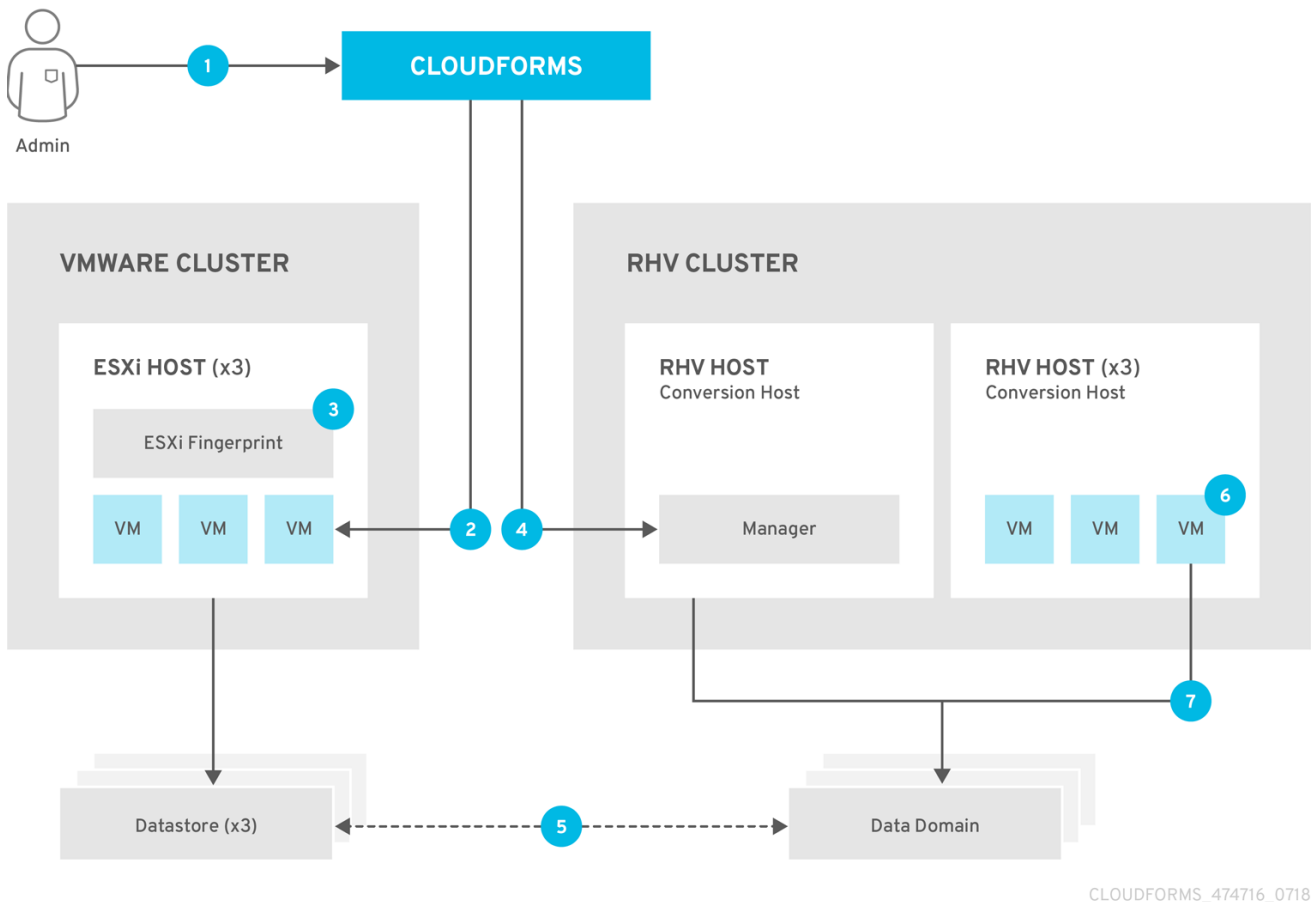 1
CLOUDFORMS
Admin
VMWARE CLUSTER
RHV CLUSTER
ESXi HOST (x3)
3
ESXi Fingerprint
VM VM VM
2
4
RHV HOST
Conversion Host
Manager
RHV HOST (x3)
Conversion Host
6
VM VM VM
7
Datastore (x3)
5
Data Domain
CLOUDFORMS_474716_0718